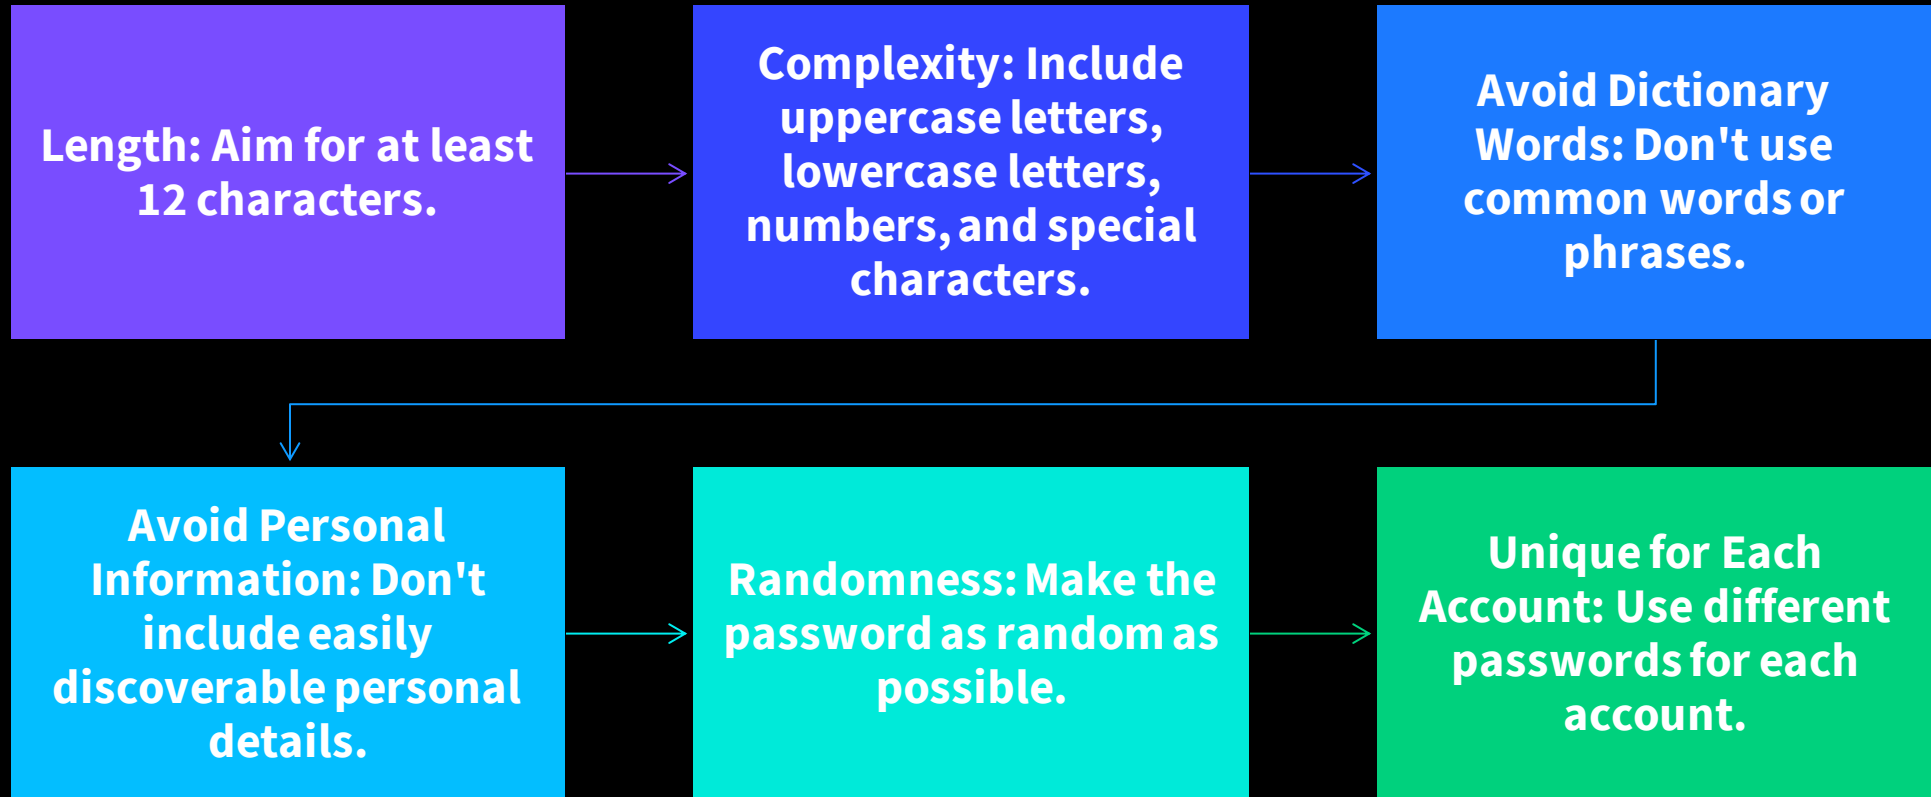 Length: Aim for at least
12 characters.
Complexity: Include
uppercase letters,
lowercase letters,
numbers, and special
characters.
Avoid Dictionary
Words: Don't use
common words or
phrases.
Avoid Personal
Information: Don't
include easily
discoverable personal
details.
Randomness: Make the
password as random as
possible.
Unique for Each
Account: Use different
passwords for each
account.